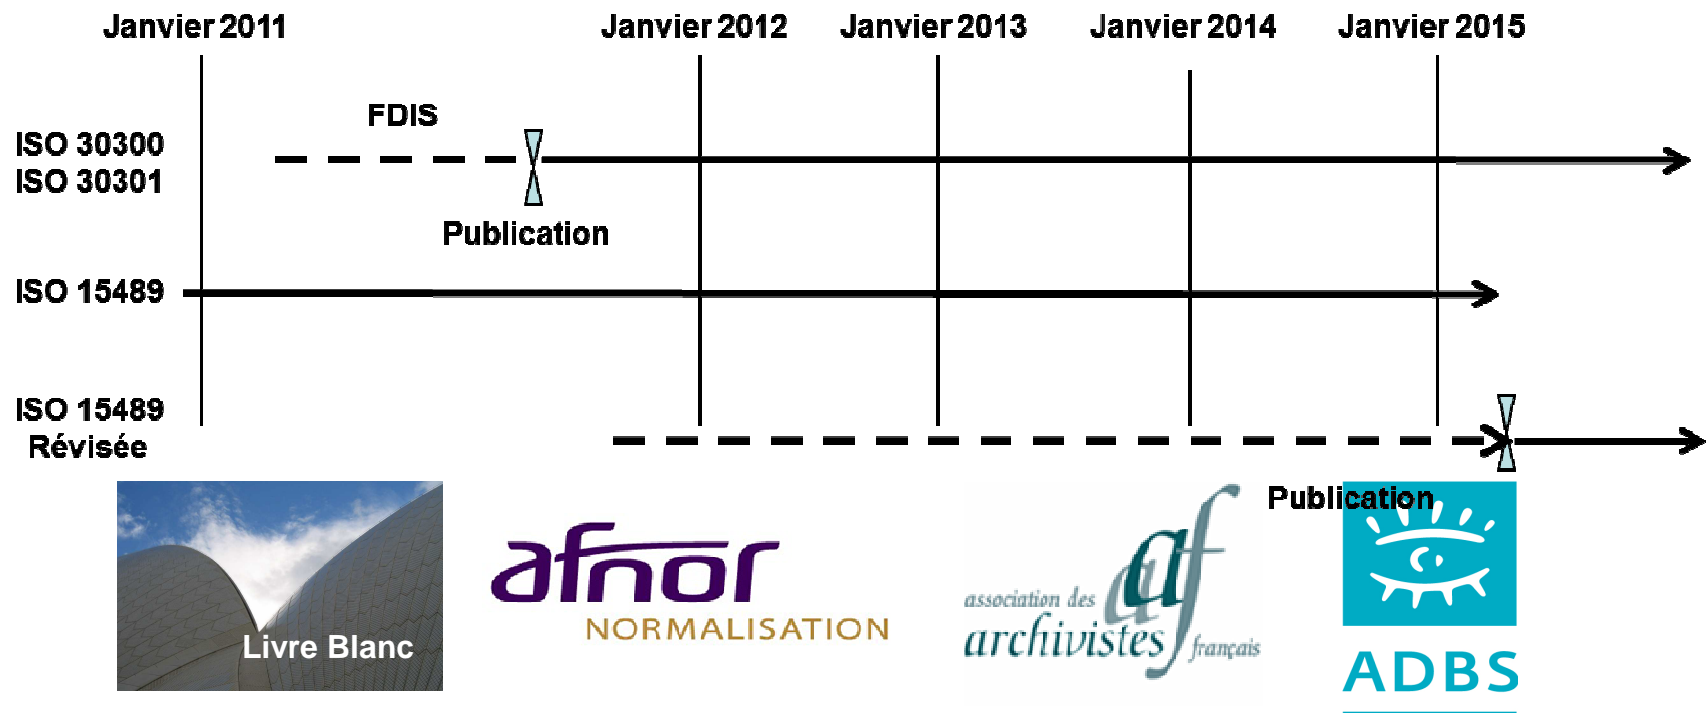 Janvier 2011
Janvier 2012
Janvier 2013
Janvier 2014
Janvier 2015
FDIS
ISO 30300
ISO 30301
Publication
ISO 15489
ISO 15489
Révisée
Publication
Livre Blanc
afnor
NORMALISATION
aaf
association des
archivistes
français
ADBS